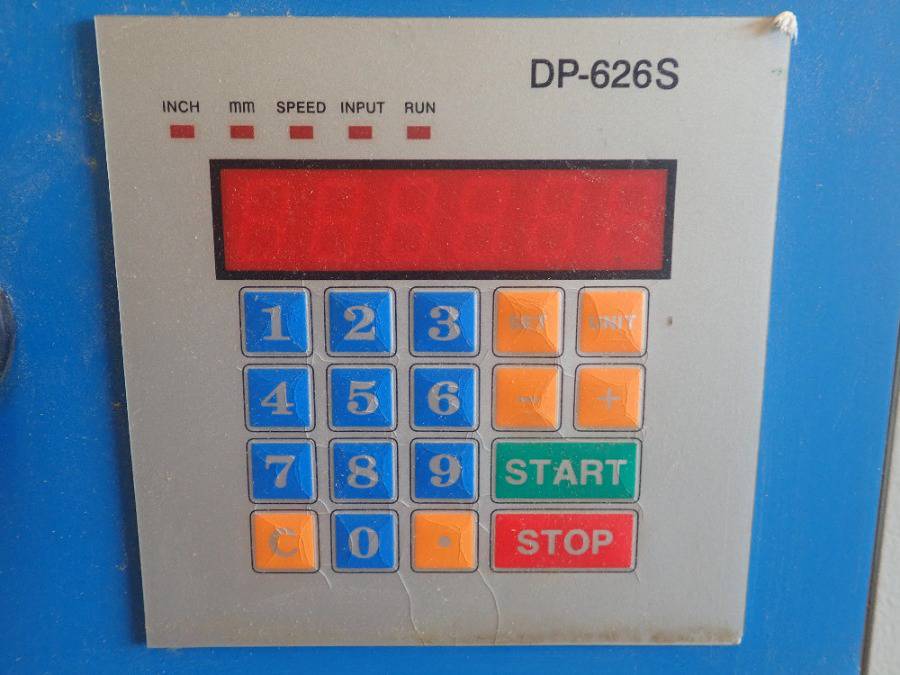 DP-626S
INCH mm SPEED INPUT RUN
1 2 3 SET UNIT
4 5 6 - +
7 8 9 START
C 0 . STOP